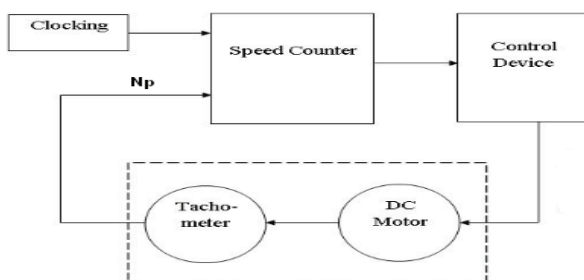 Clocking
Speed Counter
Control
Device
Np
Tacho-
meter
DC
Motor